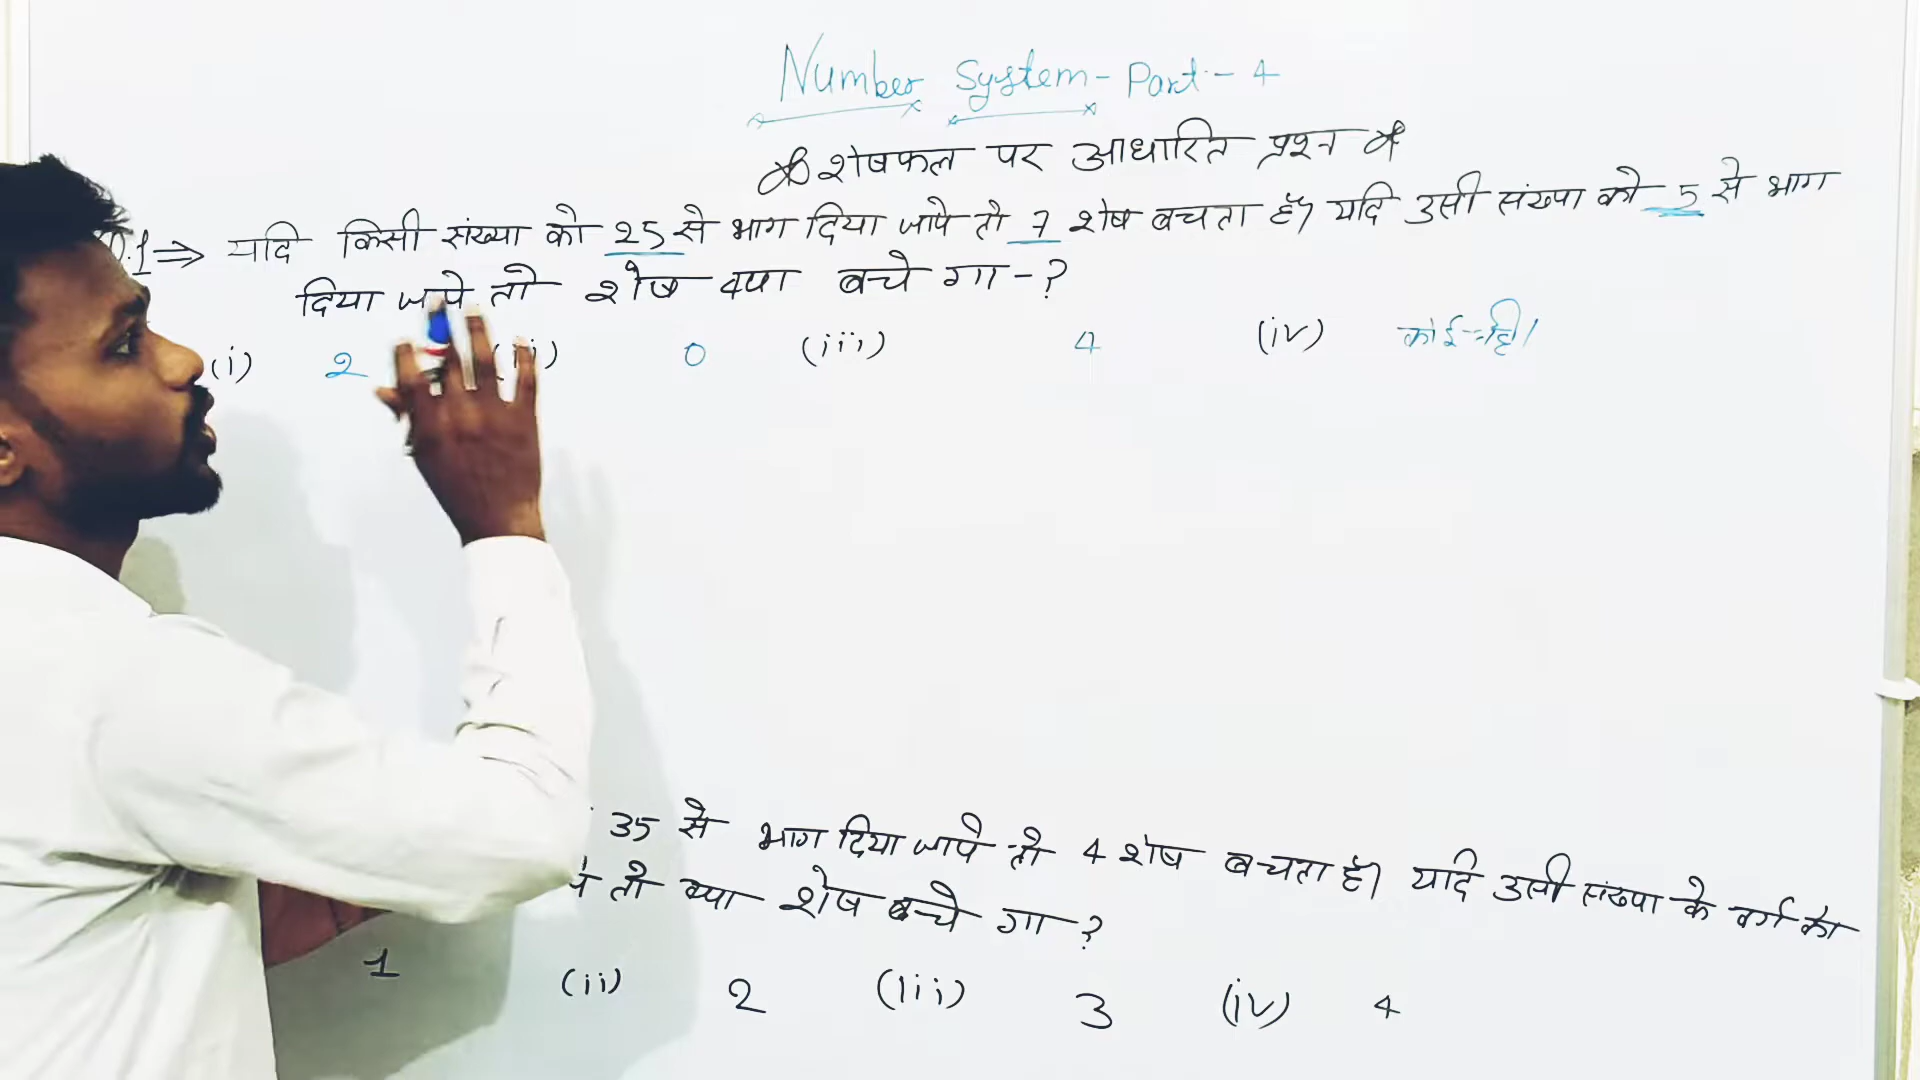 Number System - Part - 4
शेषफल पर आधारित प्रश्न
Q.1⇒ यदि किसी संख्या को 25 से भाग दिया जाये तो 7 शेष बचता है। यदि उसी संख्या को 5 से भाग
दिया जाये तो शेष क्या बचे गा - ?
(i) 2 (ii) 0 (iii) 4 (iv) कोई नही।
35 से भाग दिया जाये तो 4 शेष बचता है। यदि उसी संख्या के वर्ग को
तो क्या शेष बचे गा ?
1 (ii) 2 (iii) 3 (iv) 4